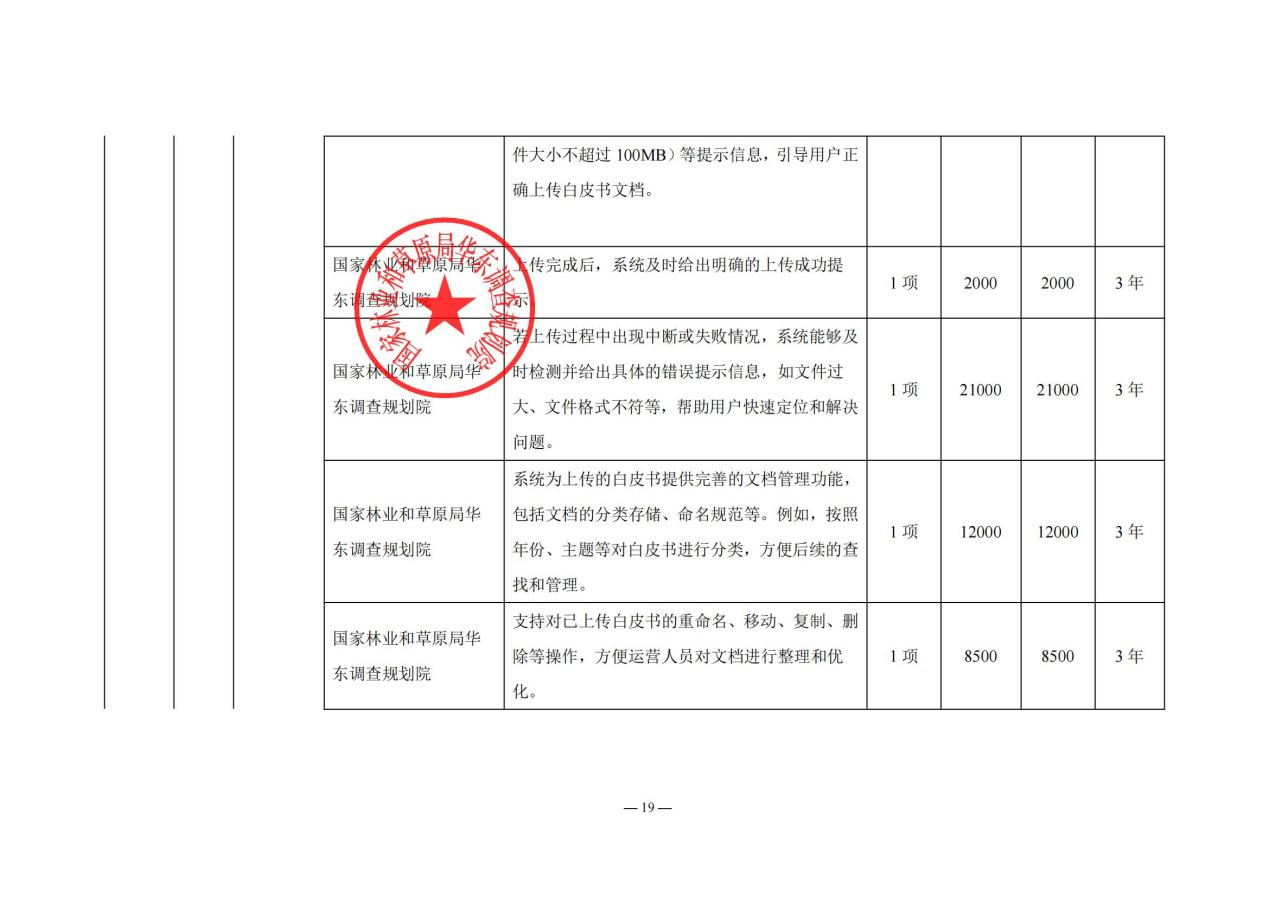 件大小不超过 100MB）等提示信息，引导用户正
确上传白皮书文档。
国家林业和草原局华
东调查规划院
上传完成后，系统及时给出明确的上传成功提
示。
1 项
2000
2000
3 年
国家林业和草原局华
东调查规划院
若上传过程中出现中断或失败情况，系统能够及
时检测并给出具体的错误提示信息，如文件过
大、文件格式不符等，帮助用户快速定位和解决
问题。
1 项
21000
21000
3 年
国家林业和草原局华
东调查规划院
系统为上传的白皮书提供完善的文档管理功能，
包括文档的分类存储、命名规范等。例如，按照
年份、主题等对白皮书进行分类，方便后续的查
找和管理。
1 项
12000
12000
3 年
国家林业和草原局华
东调查规划院
支持对已上传白皮书的重命名、移动、复制、删
除等操作，方便运营人员对文档进行整理和优
化。
1 项
8500
8500
3 年
国家林业和草原局华东调查规划院
— 19 —